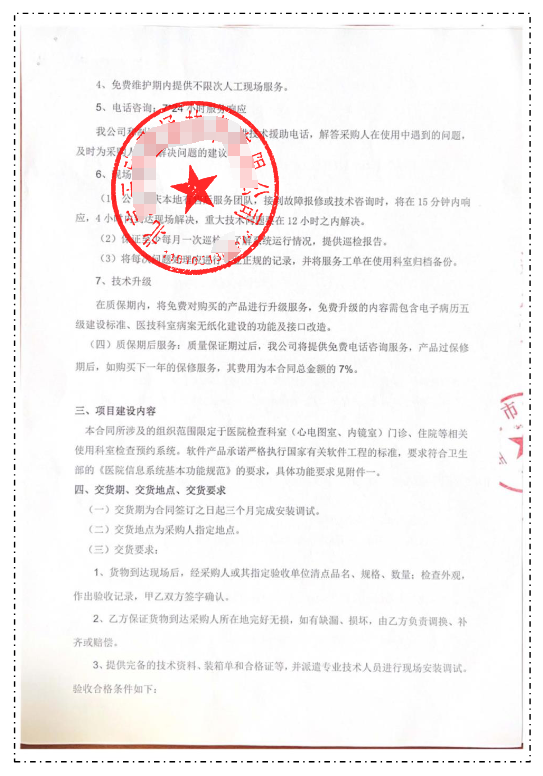 4、免费维护期内提供不限次人工现场服务。
5、电话咨询：7*24小时服务响应
我公司 技术援助电话，解答采购人在使用中遇到的问题，
及时为采购人 解决问题的建议
6、现场
（1）公 庆本地 服务团队，接到故障报修或技术咨询时，将在 15 分钟内响
应，4 小时内 达现场解决，重大技术问题 在 12 小时之内解决。
（2）保证至少每月一次巡检， 解系统运行情况，提供巡检报告。
（3）将每次 正规的记录，并将服务工单在使用科室归档备份。
7、技术升级
在质保期内，将免费对购买的产品进行升级服务，免费升级的内容需包含电子病历五
级建设标准、医技科室病案无纸化建设的功能及接口改造。
（四）质保期后服务：质量保证期过后，我公司将提供免费电话咨询服务，产品过保修
期后，如购买下一年的保修服务，其费用为本合同总金额的 7%。
三、项目建设内容
本合同所涉及的组织范围限定于医院检查科室（心电图室、内镜室）门诊、住院等相关
使用科室检查预约系统。软件产品承诺严格执行国家有关软件工程的标准，要求符合卫生
部的《医院信息系统基本功能规范》的要求，具体功能要求见附件一。
四、交货期、交货地点、交货要求
（一）交货期为合同签订之日起三个月完成安装调试。
（二）交货地点为采购人指定地点。
（三）交货要求：
1、货物到达现场后，经采购人或其指定验收单位清点品名、规格、数量；检查外观，
作出验收记录，甲乙双方签字确认。
2、乙方保证货物到达采购人所在地完好无损，如有缺漏、损坏，由乙方负责调换、补
齐或赔偿。
3、提供完备的技术资料、装箱单和合格证等，并派遣专业技术人员进行现场安装调试。
验收合格条件如下：
公司
市